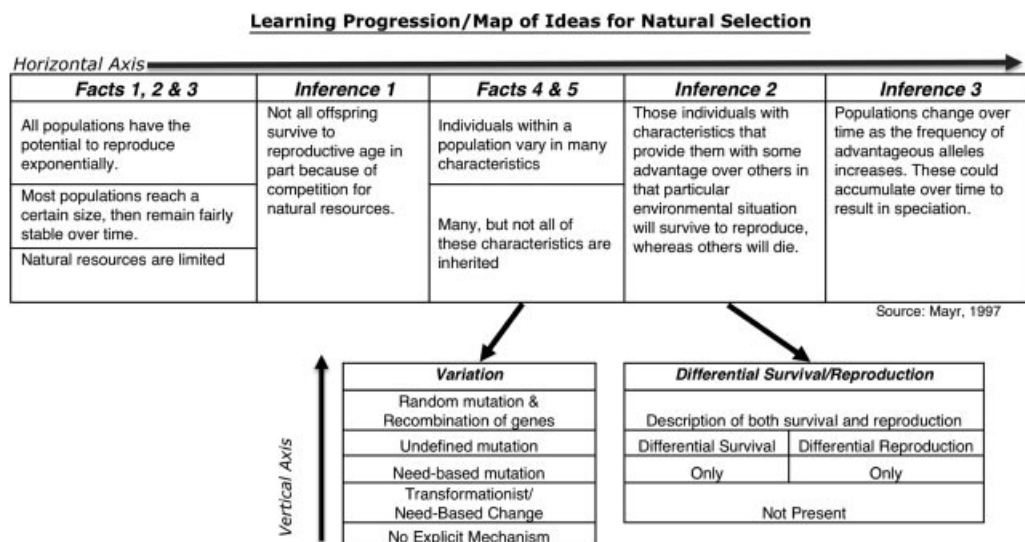 Learning Progression/Map of Ideas for Natural Selection
Horizontal Axis
Facts 1, 2 & 3
All populations have the
potential to reproduce
exponentially.
Most populations reach a
certain size, then remain fairly
stable over time.
Natural resources are limited
Inference 1
Not all offspring
survive to
reproductive age in
part because of
competition for
natural resources.
Facts 4 & 5
Individuals within a
population vary in many
characteristics
Many, but not all of
these characteristics are
inherited
Inference 2
Those individuals with
characteristics that
provide them with some
advantage over others in
that particular
environmental situation
will survive to reproduce,
whereas others will die.
Inference 3
Populations change over
time as the frequency of
advantageous alleles
increases. These could
accumulate over time to
result in speciation.
Source: Mayr, 1997
Vertical Axis
Variation
Random mutation &
Recombination of genes
Undefined mutation
Need-based mutation
Transformationist/
Need-Based Change
No Explicit Mechanism
Differential Survival/Reproduction
Description of both survival and reproduction
Differential Survival
Only
Differential Reproduction
Only
Not Present